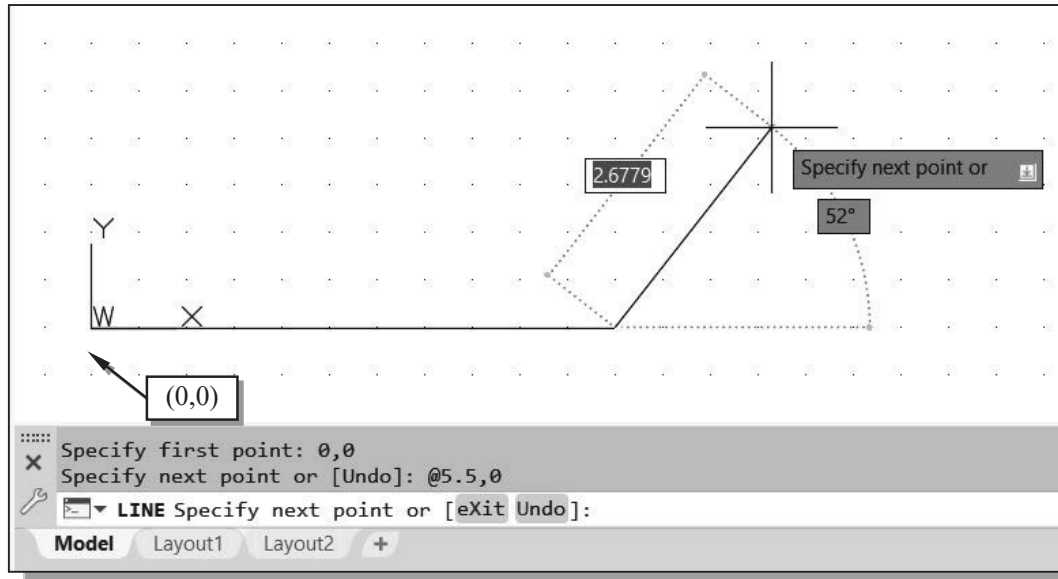 2.6779
Specify next point or
52°
Y
W X
(0,0)
Specify first point: 0,0
Specify next point or [Undo]: @5.5,0
LINE Specify next point or [eXit Undo]:
Model Layout1 Layout2 +